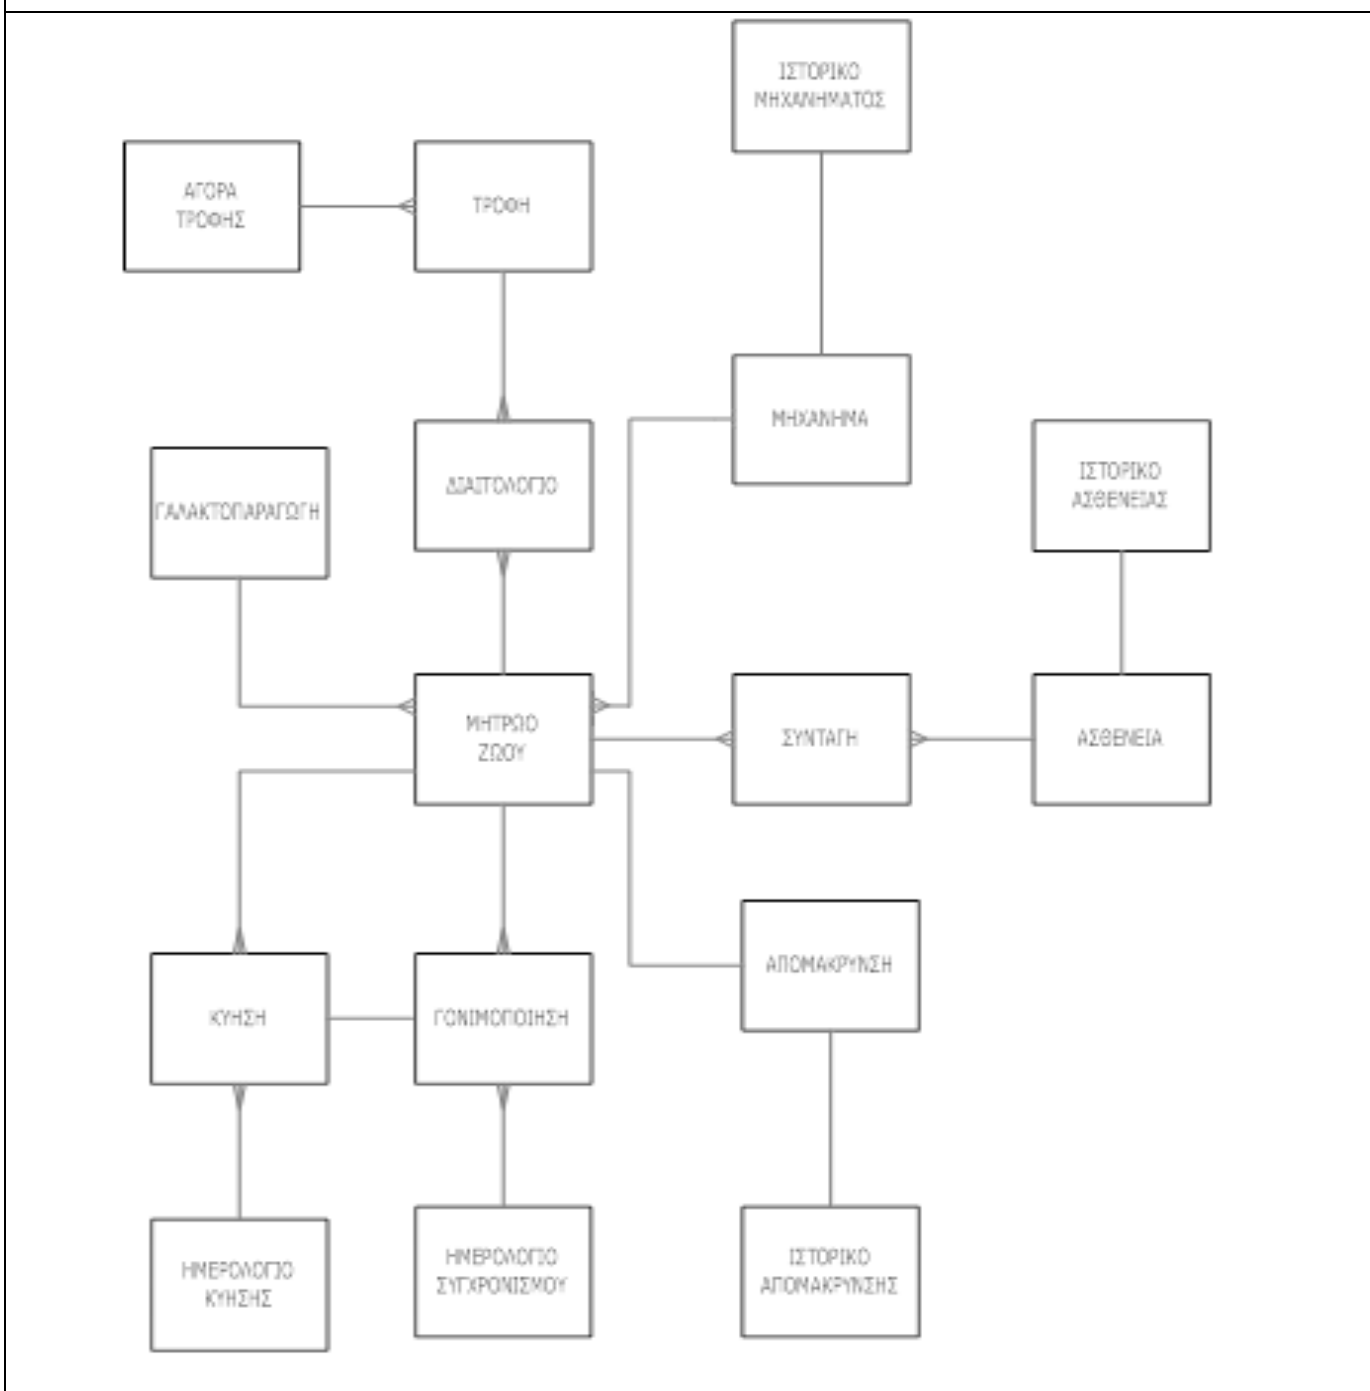 ΙΣΤΟΡΙΚΟ
ΜΗΧΑΝΗΜΑΤΟΣ
ΑΓΟΡΑ
ΤΡΟΦΗΣ
ΤΡΟΦΗ
ΜΗΧΑΝΗΜΑ
ΙΣΤΟΡΙΚΟ
ΑΣΘΕΝΕΙΑΣ
ΔΙΑΙΤΟΛΟΓΙΟ
ΓΑΛΑΚΤΟΠΑΡΑΓΩΓΗ
ΜΗΤΡΩΟ
ΖΩΟΥ
ΣΥΝΤΑΓΗ
ΑΣΘΕΝΕΙΑ
ΑΠΟΜΑΚΡΥΝΣΗ
ΚΥΗΣΗ
ΓΟΝΙΜΟΠΟΙΗΣΗ
ΗΜΕΡΟΛΟΓΙΟ
ΚΥΗΣΗΣ
ΗΜΕΡΟΛΟΓΙΟ
ΣΥΓΧΡΟΝΙΣΜΟΥ
ΙΣΤΟΡΙΚΟ
ΑΠΟΜΑΚΡΥΝΣΗΣ